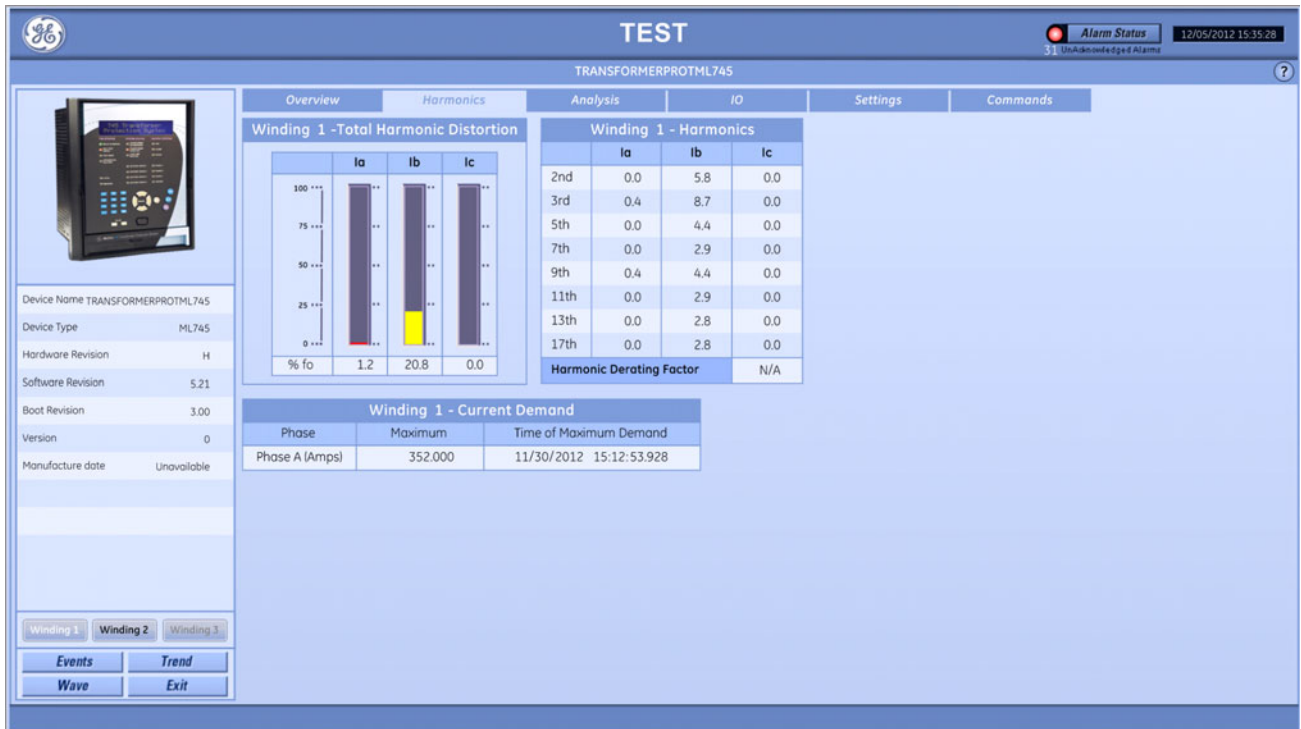 GE
TEST
Alarm Status
31 UnAcknowledged Alarms
12/05/2012 15:35:28
TRANSFORMERPROTML745
?
Overview Harmonics Analysis IO Settings Commands
Device Name TRANSFORMERPROTML745
Device Type ML745
Hardware Revision H
Software Revision 5.21
Boot Revision 3.00
Version 0
Manufacture date Unavailable
Winding 1 Winding 2 Winding 3
Events Trend
Wave Exit
Winding 1 -Total Harmonic Distortion
Ia Ib Ic
100
75
50
25
0
% fo 1.2 20.8 0.0
Winding 1 - Harmonics
Ia Ib Ic
2nd 0.0 5.8 0.0
3rd 0.4 8.7 0.0
5th 0.0 4.4 0.0
7th 0.0 2.9 0.0
9th 0.4 4.4 0.0
11th 0.0 2.9 0.0
13th 0.0 2.8 0.0
17th 0.0 2.8 0.0
Harmonic Derating Factor N/A
Winding 1 - Current Demand
Phase Maximum Time of Maximum Demand
Phase A (Amps) 352.000 11/30/2012 15:12:53.928